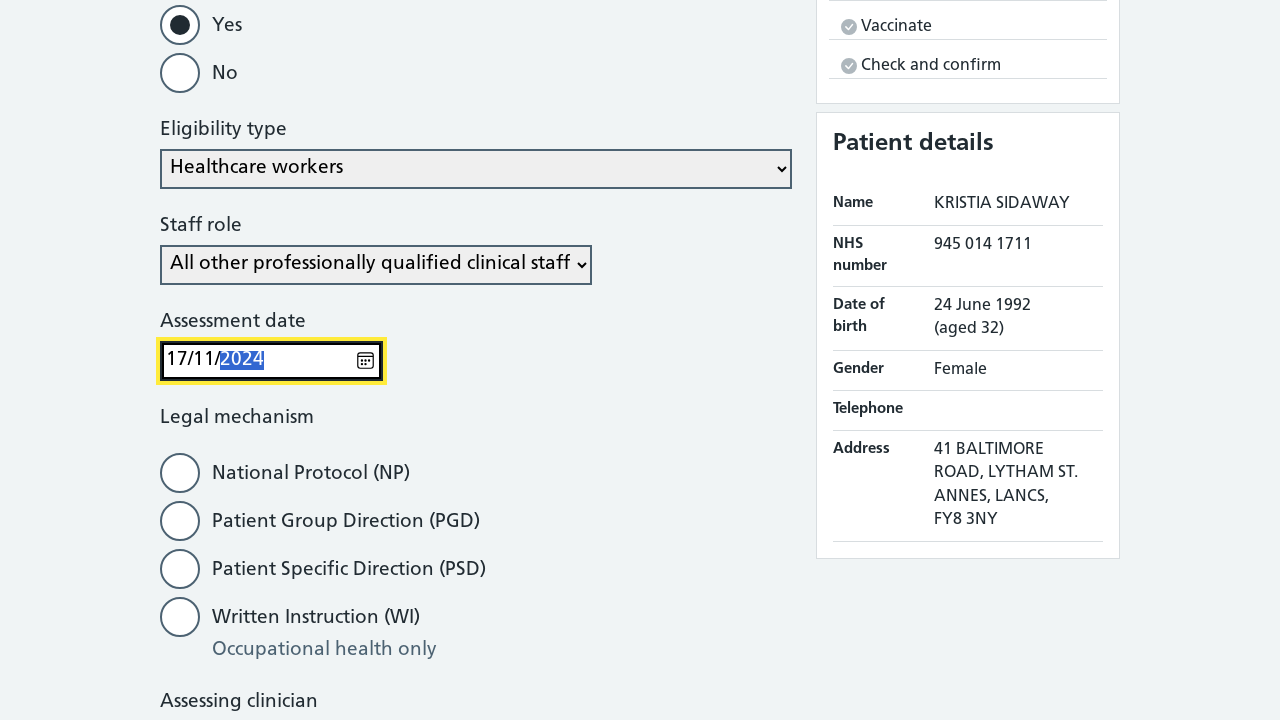 Yes
No
Eligibility type
Healthcare workers
Staff role
All other professionally qualified clinical staff
Assessment date
17/11/2024
Legal mechanism
National Protocol (NP)
Patient Group Direction (PGD)
Patient Specific Direction (PSD)
Written Instruction (WI)
Occupational health only
Assessing clinician
Vaccinate
Check and confirm
Patient details
Name KRISTIA SIDAWAY
NHS number 945 014 1711
Date of birth 24 June 1992 (aged 32)
Gender Female
Telephone
Address 41 BALTIMORE
ROAD, LYTHAM ST.
ANNES, LANCS,
FY8 3NY